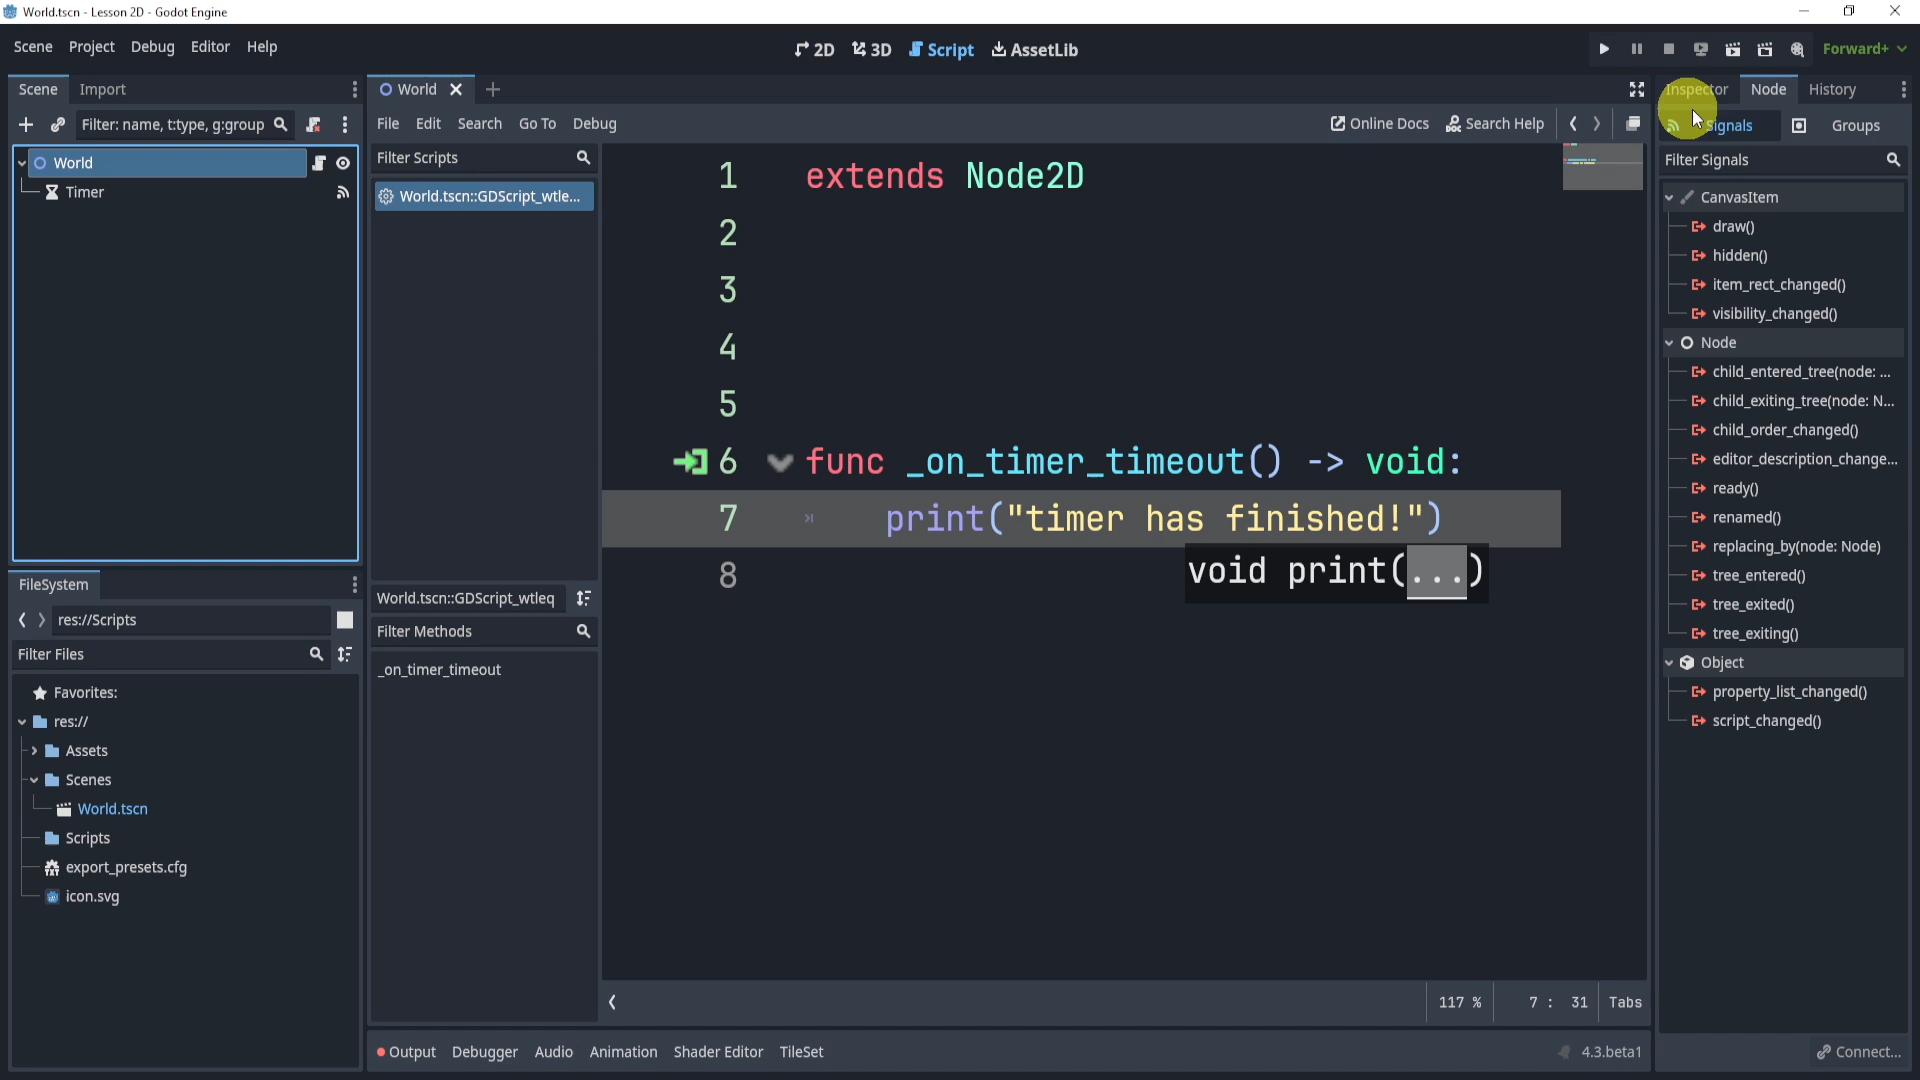 World.tscn - Lesson 2D - Godot Engine
Scene Project Debug Editor Help
2D 3D Script AssetLib
Forward+
Scene Import
World
Inspector Node History
Filter: name, t:type, g:group
File Edit Search Go To Debug
Online Docs Search Help
Signals Groups
World
Timer
Filter Scripts
World.tscn::GDScript_wtle...
1 extends Node2D
2
3
4
5
6 func _on_timer_timeout() -> void:
7 print("timer has finished!")
8
void print(...)
Filter Signals
CanvasItem
draw()
hidden()
item_rect_changed()
visibility_changed()
Node
child_entered_tree(node: ...
child_exiting_tree(node: N...
child_order_changed()
editor_description_change...
ready()
renamed()
replacing_by(node: Node)
tree_entered()
tree_exited()
tree_exiting()
Object
property_list_changed()
script_changed()
FileSystem
res://Scripts
Filter Files
Favorites:
res://
Assets
Scenes
World.tscn
Scripts
export_presets.cfg
icon.svg
World.tscn::GDScript_wtleq
Filter Methods
_on_timer_timeout
117 % 7 : 31 Tabs
Output Debugger Audio Animation Shader Editor TileSet
4.3.beta1
Connect...